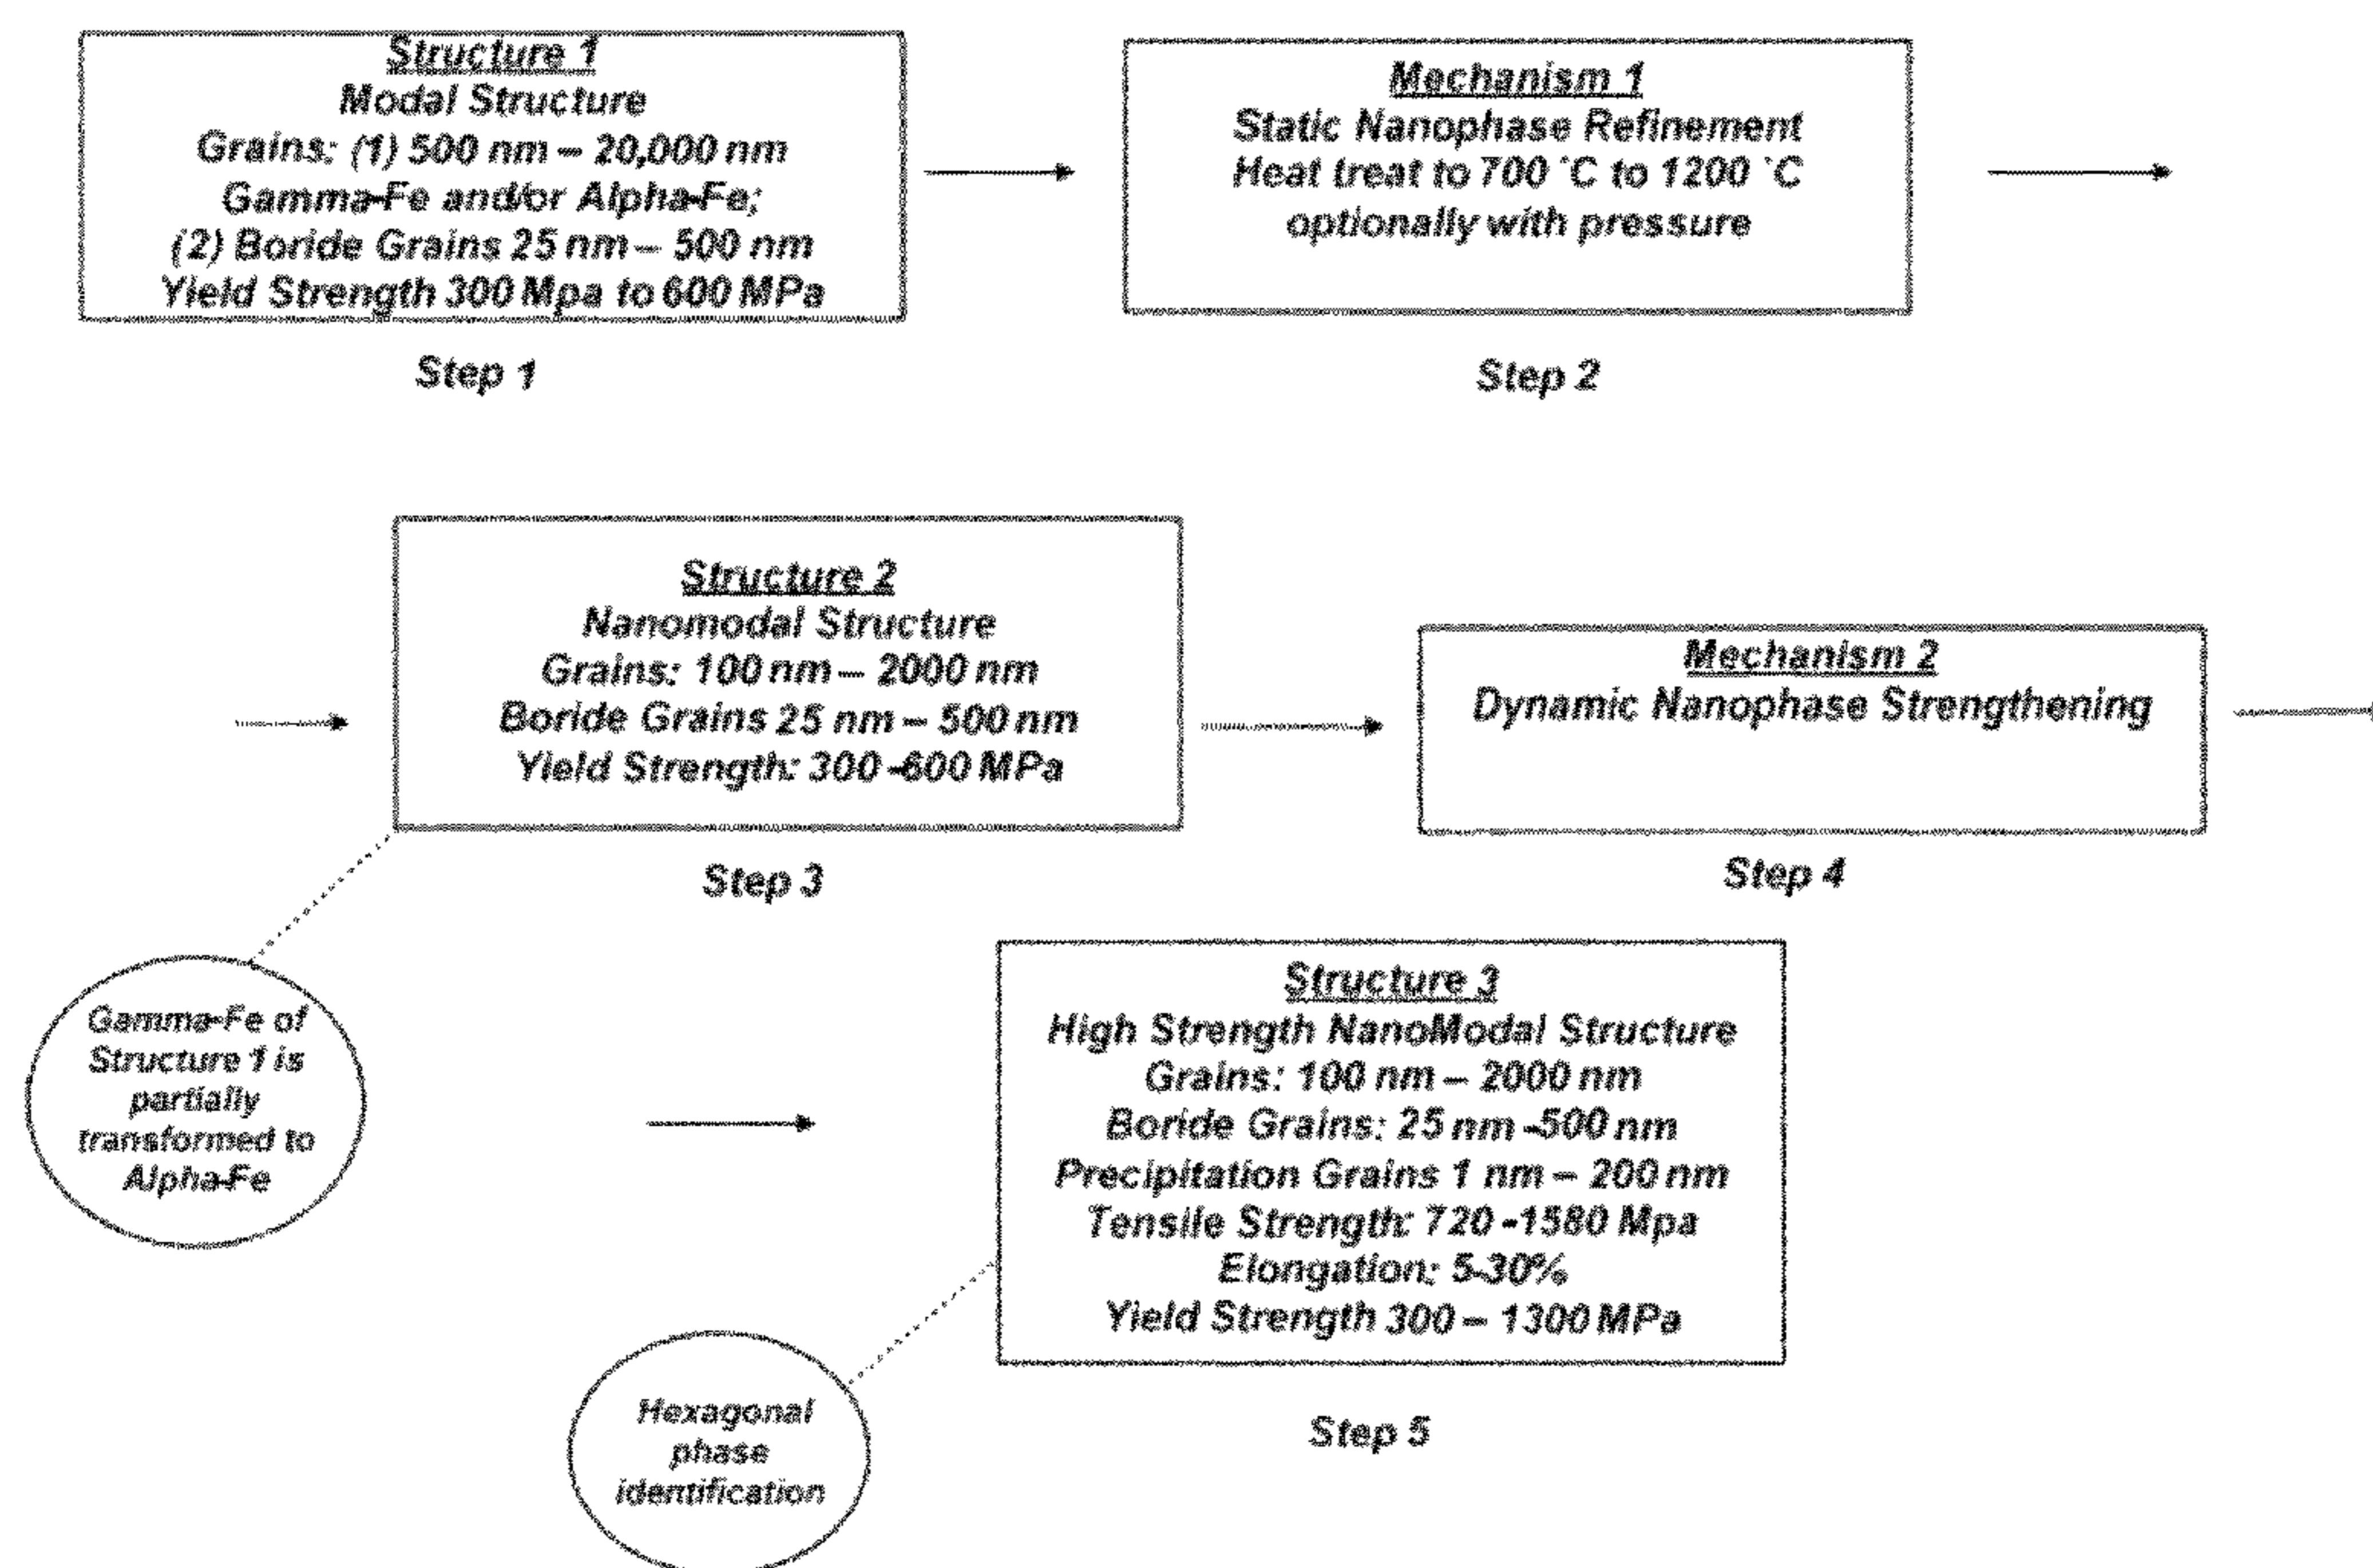 Structure 1
Modal Structure
Grains: (1) 500 nm – 20,000 nm
Gamma-Fe and/or Alpha-Fe;
(2) Boride Grains 25 nm – 500 nm
Yield Strength 300 Mpa to 600 MPa
Step 1
Mechanism 1
Static Nanophase Refinement
Heat treat to 700 °C to 1200 °C
optionally with pressure
Step 2
Structure 2
Nanomodal Structure
Grains: 100 nm – 2000 nm
Boride Grains 25 nm – 500 nm
Yield Strength: 300 -600 MPa
Step 3
Mechanism 2
Dynamic Nanophase Strengthening
Step 4
Gamma-Fe of
Structure 1 is
partially
transformed to
Alpha-Fe
Structure 3
High Strength NanoModal Structure
Grains: 100 nm – 2000 nm
Boride Grains: 25 nm -500 nm
Precipitation Grains 1 nm – 200 nm
Tensile Strength: 720 -1580 Mpa
Elongation: 5-30%
Yield Strength 300 – 1300 MPa
Step 5
Hexagonal
phase
identification